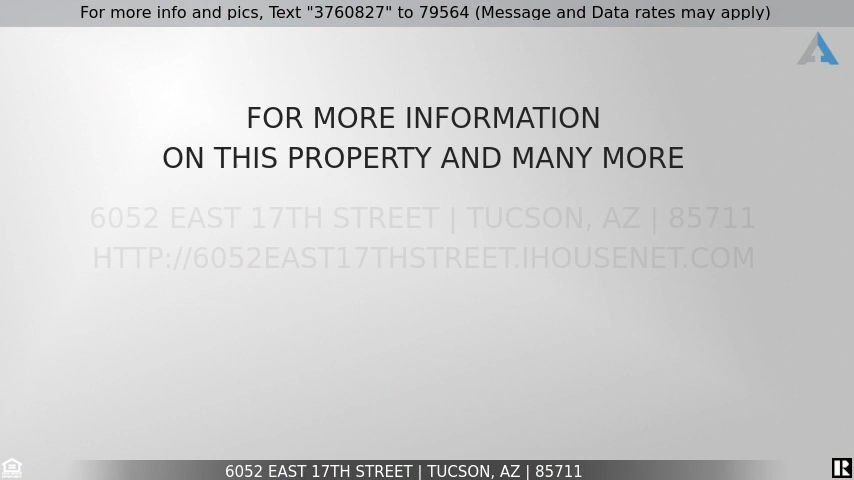 For more info and pics, Text "3760827" to 79564 (Message and Data rates may apply)
FOR MORE INFORMATION
ON THIS PROPERTY AND MANY MORE
6052 EAST 17TH STREET | TUCSON, AZ | 85711
HTTP://6052EAST17THSTREET.IHOUSENET.COM
6052 EAST 17TH STREET | TUCSON, AZ | 85711